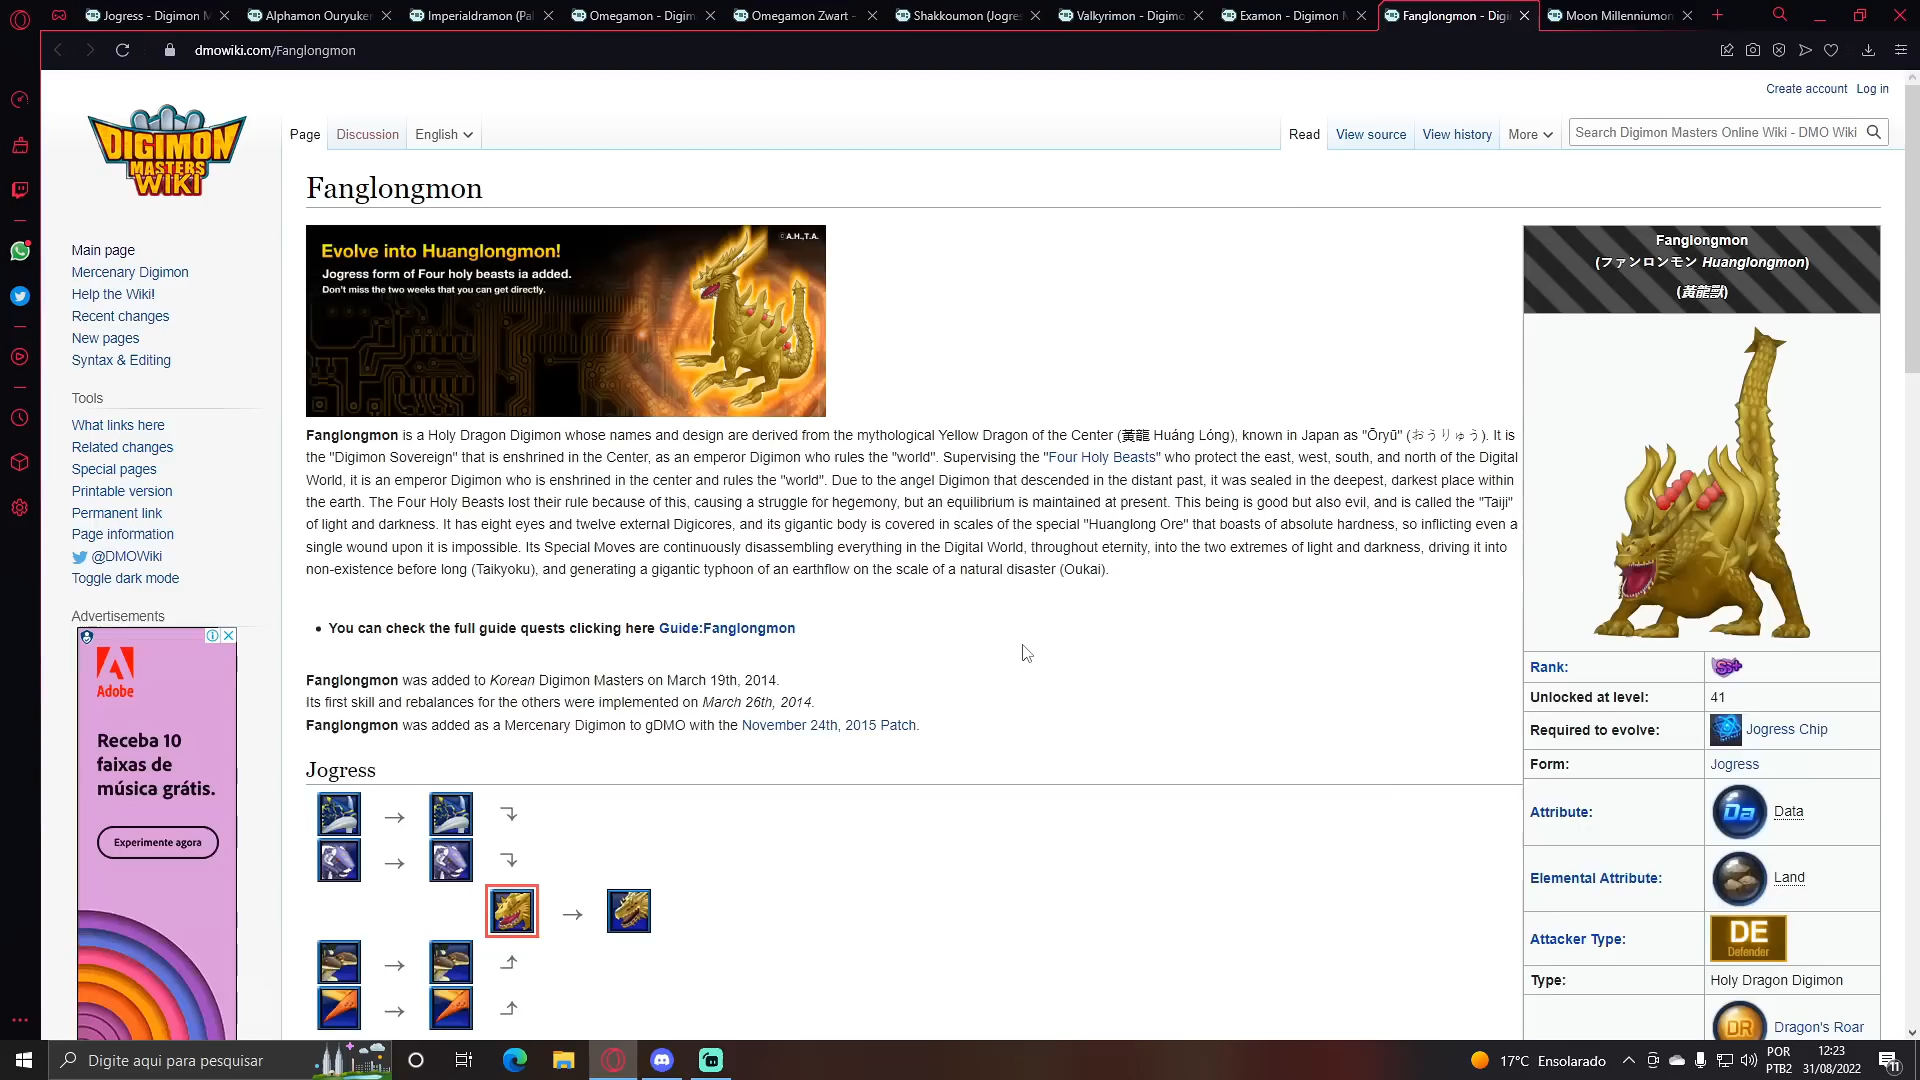 Jogress - Digimon M
Alphamon Ouryuken
Imperialdramon (Pal
Omegamon - Digim
Omegamon Zwart -
Shakkoumon (Jogres
Valkyrimon - Digimo
Examon - Digimon M
Fanglongmon - Digi
Moon Millenniumon
dmowiki.com/Fanglongmon
Create account Log in
DIGIMON
MASTERS
WIKI
Page Discussion English
Read View source View history More
Search Digimon Masters Online Wiki - DMO Wiki
Fanglongmon
Main page
Mercenary Digimon
Help the Wiki!
Recent changes
New pages
Syntax & Editing
Tools
What links here
Related changes
Special pages
Printable version
Permanent link
Page information
@DMOWiki
Toggle dark mode
Advertisements
Adobe
Receba 10
faixas de
música grátis.
Experimente agora
© A.H.,T.A.
Evolve into Huanglongmon!
Jogress form of Four holy beasts ia added.
Don't miss the two weeks that you can get directly.
Fanglongmon is a Holy Dragon Digimon whose names and design are derived from the mythological Yellow Dragon of the Center (黃龍 Huáng Lóng), known in Japan as "Ōryū" (おうりゅう). It is
the "Digimon Sovereign" that is enshrined in the Center, as an emperor Digimon who rules the "world". Supervising the "Four Holy Beasts" who protect the east, west, south, and north of the Digital
World, it is an emperor Digimon who is enshrined in the center and rules the "world". Due to the angel Digimon that descended in the distant past, it was sealed in the deepest, darkest place within
the earth. The Four Holy Beasts lost their rule because of this, causing a struggle for hegemony, but an equilibrium is maintained at present. This being is good but also evil, and is called the "Taiji"
of light and darkness. It has eight eyes and twelve external Digicores, and its gigantic body is covered in scales of the special "Huanglong Ore" that boasts of absolute hardness, so inflicting even a
single wound upon it is impossible. Its Special Moves are continuously disassembling everything in the Digital World, throughout eternity, into the two extremes of light and darkness, driving it into
non-existence before long (Taikyoku), and generating a gigantic typhoon of an earthflow on the scale of a natural disaster (Oukai).
• You can check the full guide quests clicking here Guide:Fanglongmon
Fanglongmon was added to Korean Digimon Masters on March 19th, 2014.
Its first skill and rebalances for the others were implemented on March 26th, 2014.
Fanglongmon was added as a Mercenary Digimon to gDMO with the November 24th, 2015 Patch.
Jogress
→
→
→
→
→
Fanglongmon
(ファンロンモン Huanglongmon)
(黃龍獸)
Rank: SS+
Unlocked at level: 41
Required to evolve: Jogress Chip
Form: Jogress
Attribute: Da Data
Elemental Attribute: Land
Attacker Type: DE Defender
Type: Holy Dragon Digimon
DR Dragon's Roar
Digite aqui para pesquisar
17°C Ensolarado
POR
PTB2
12:23
31/08/2022
11